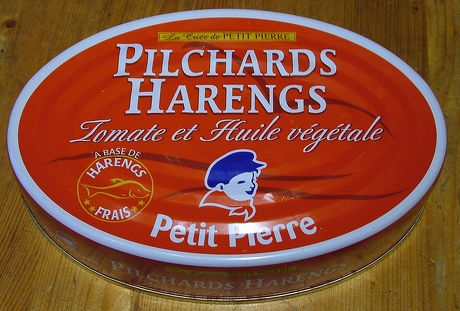 La Criée de PETIT PIERRE
PILCHARDS
HARENGS
Tomate et Huile végétale
A BASE DE
HARENGS
FRAIS
Petit Pierre
PILCHARDS HARENGS